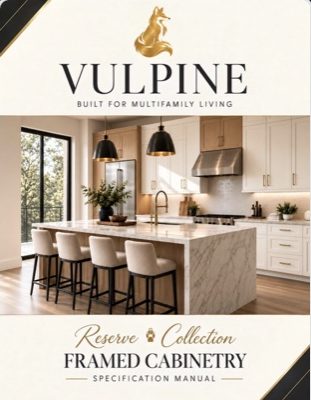 VULPINE
BUILT FOR MULTIFAMILY LIVING
Reserve Collection
FRAMED CABINETRY
SPECIFICATION MANUAL